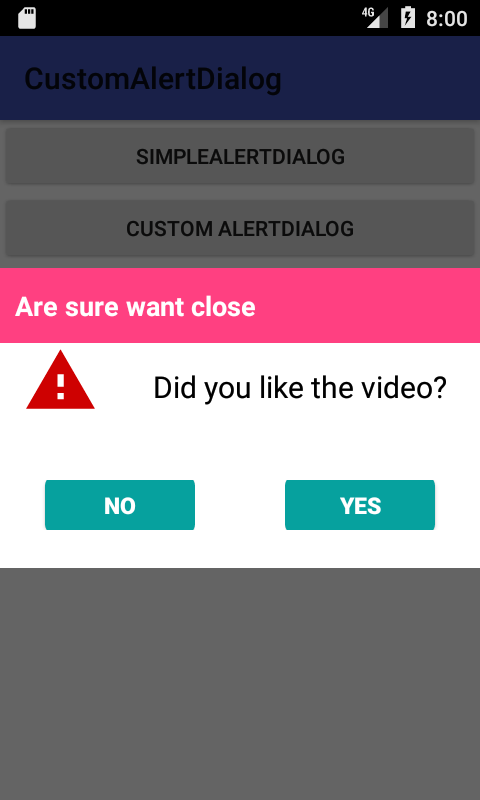 4G 8:00
CustomAlertDialog
SIMPLEALERTDIALOG
CUSTOM ALERTDIALOG
Are sure want close
Did you like the video?
NO YES